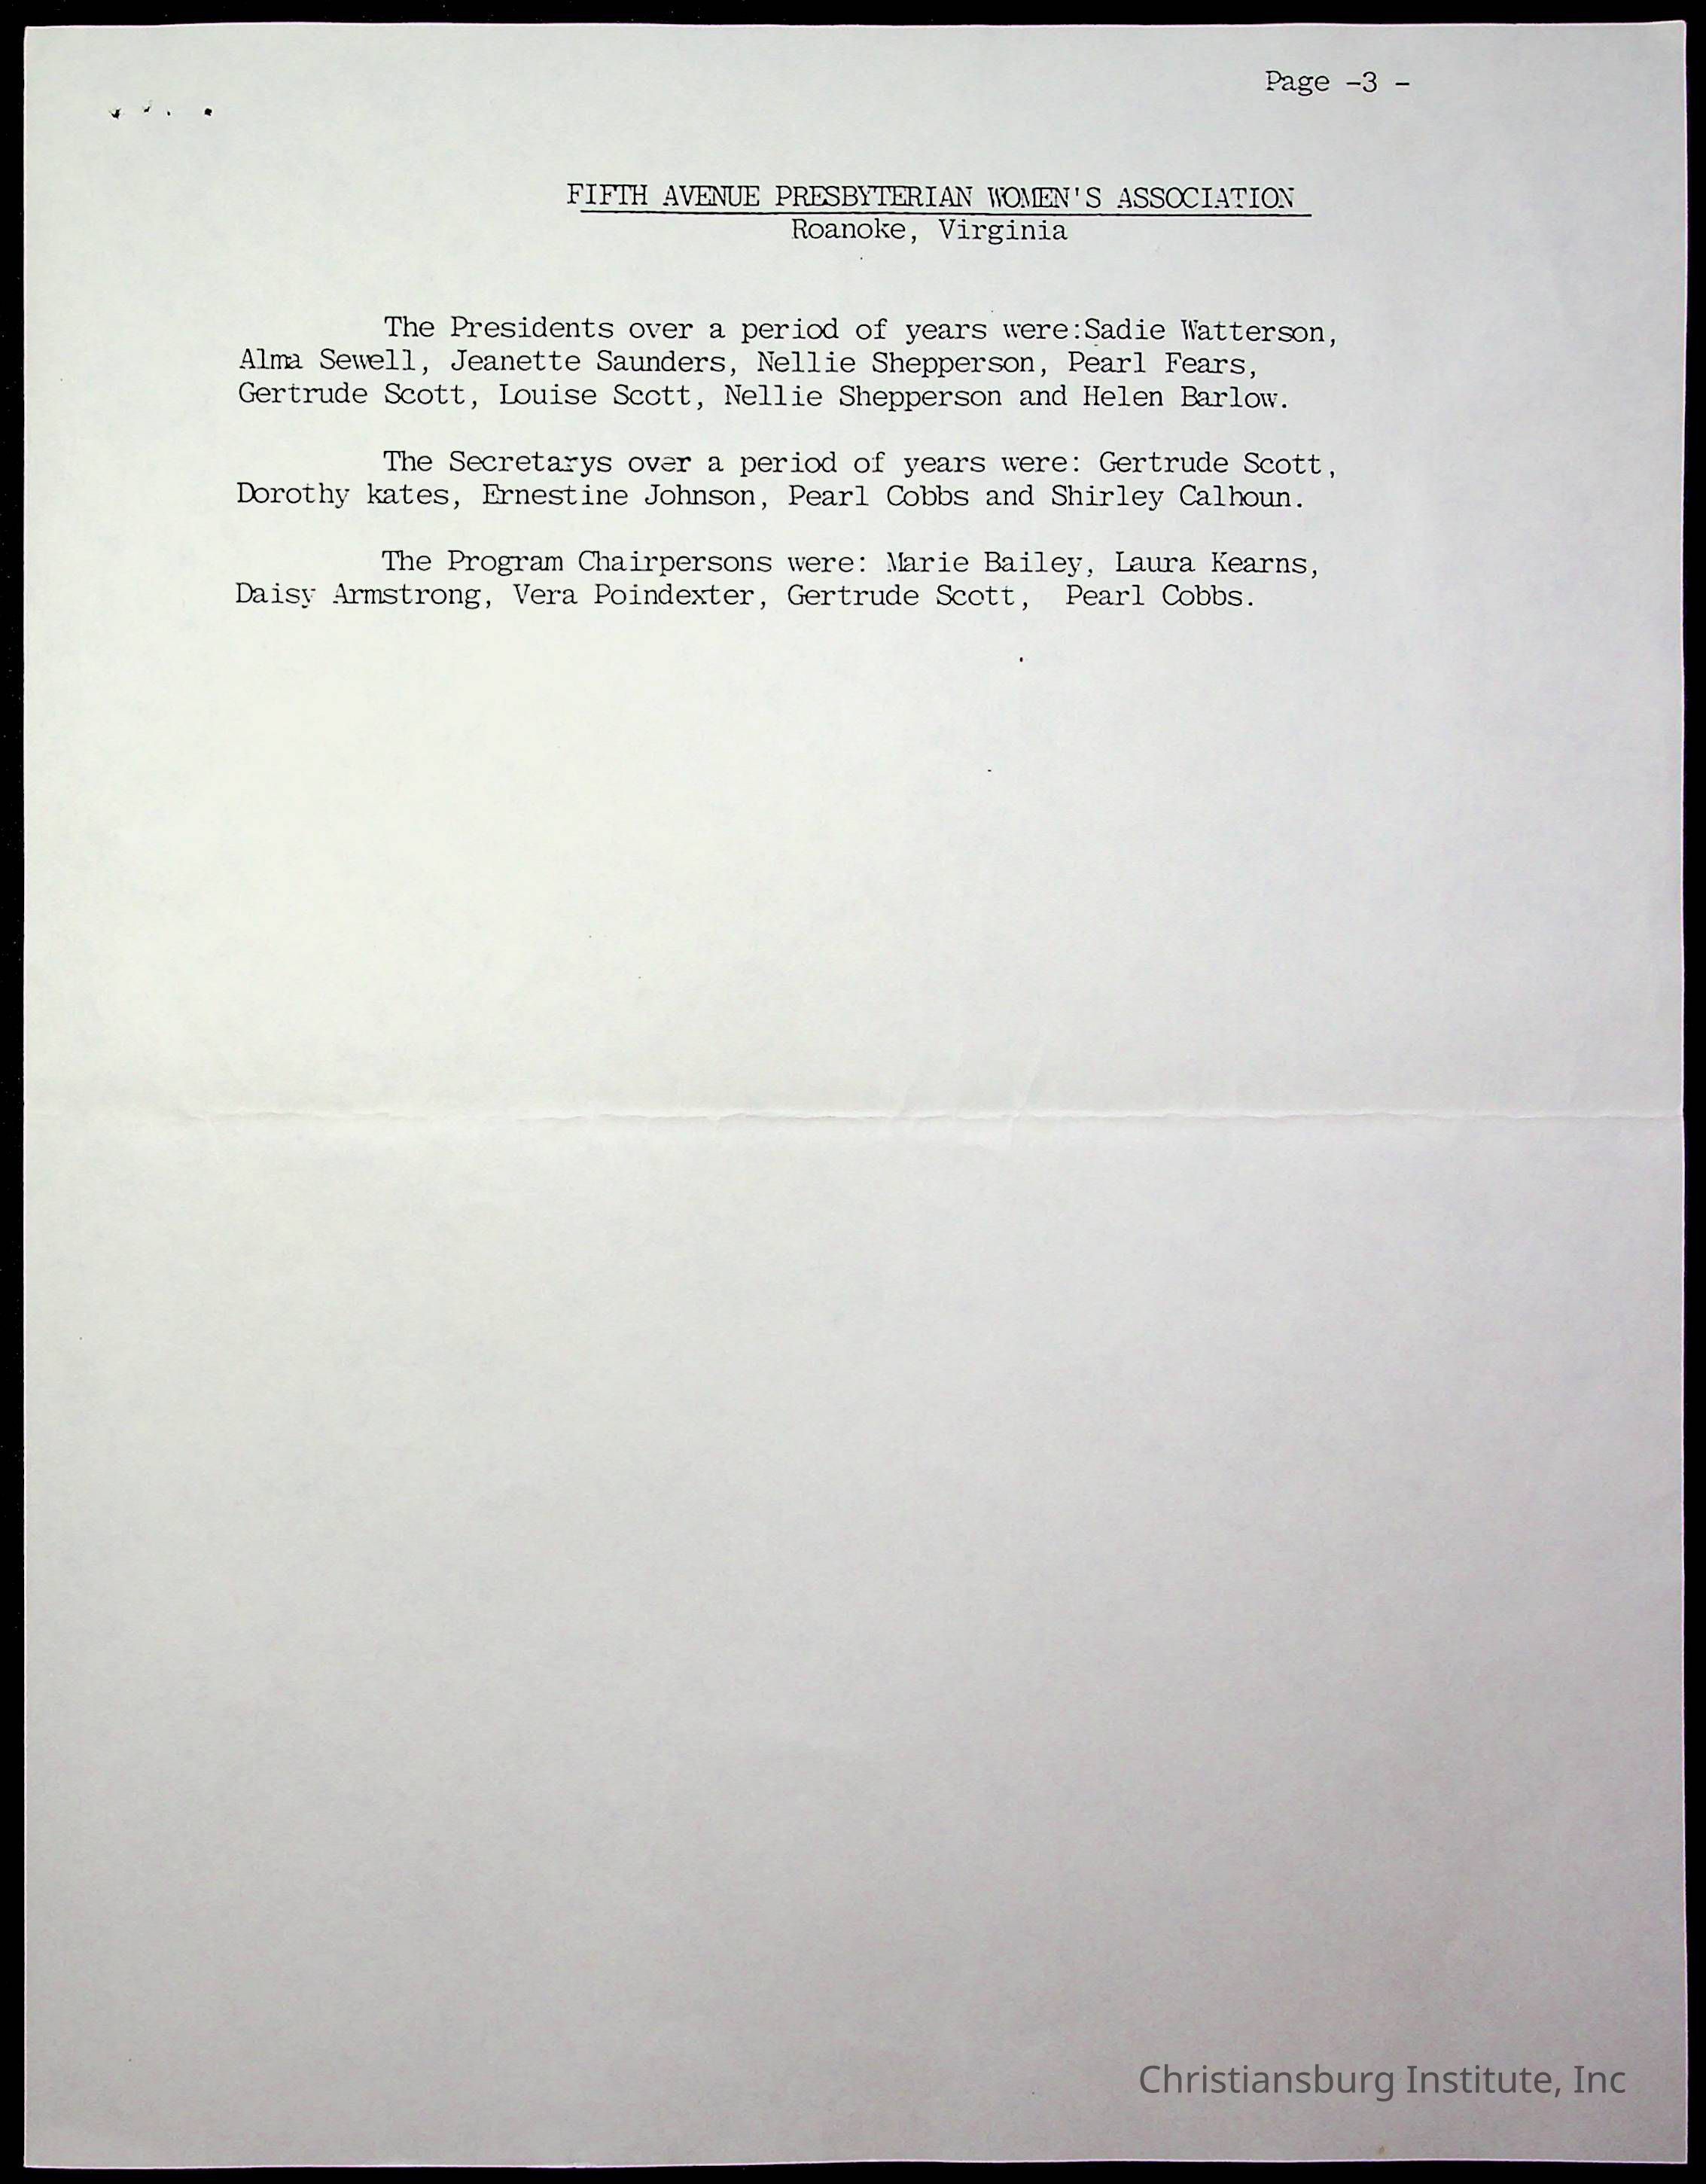 Page -3 -
FIFTH AVENUE PRESBYTERIAN WOMEN'S ASSOCIATION
Roanoke, Virginia
The Presidents over a period of years were:Sadie Watterson,
Alma Sewell, Jeanette Saunders, Nellie Shepperson, Pearl Fears,
Gertrude Scott, Louise Scott, Nellie Shepperson and Helen Barlow.
The Secretarys over a period of years were: Gertrude Scott,
Dorothy kates, Ernestine Johnson, Pearl Cobbs and Shirley Calhoun.
The Program Chairpersons were: Marie Bailey, Laura Kearns,
Daisy Armstrong, Vera Poindexter, Gertrude Scott,  Pearl Cobbs.
Christiansburg Institute, Inc